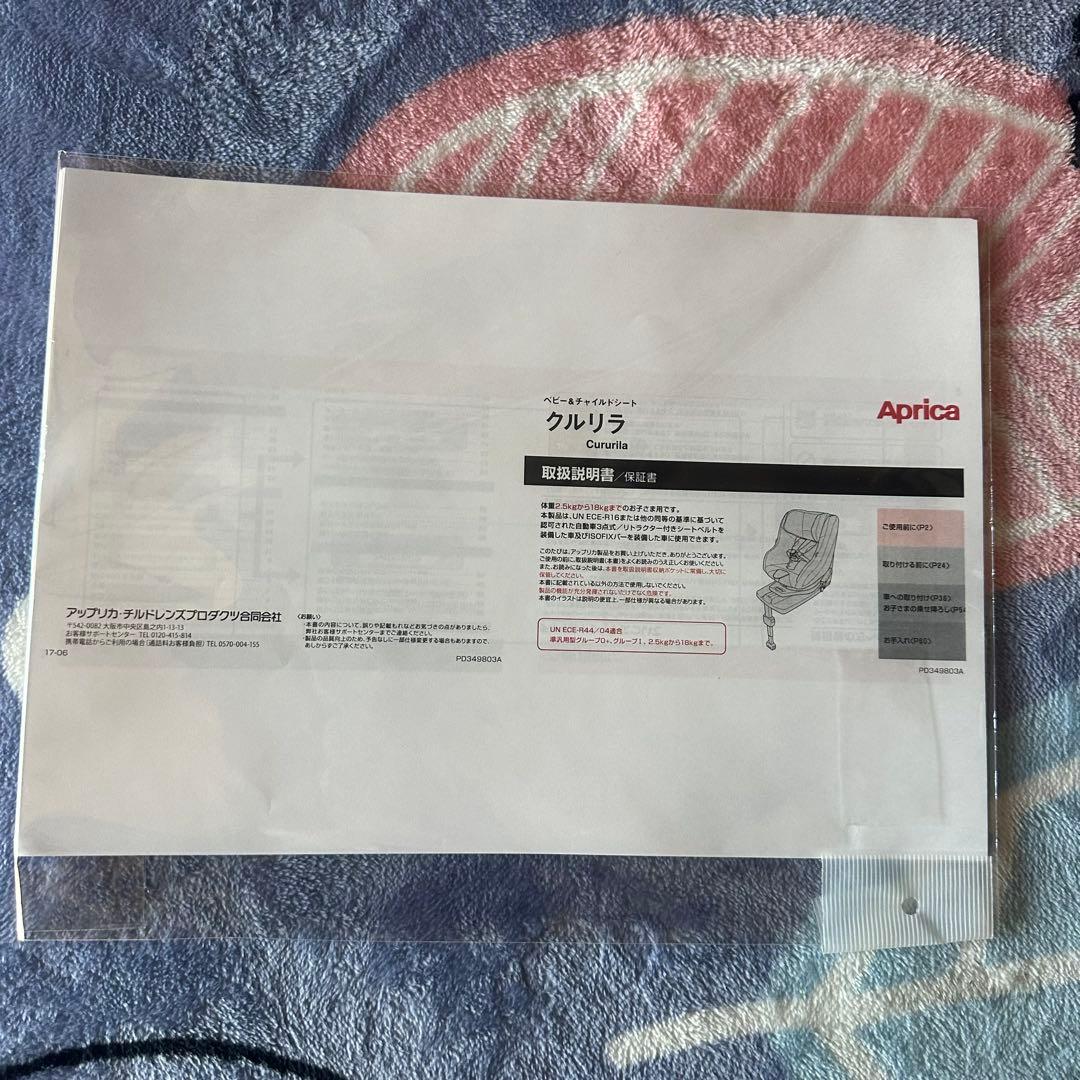 ベビー&チャイルドシート
クルリラ
Cururila
Aprica
取扱説明書/保証書
体重2.5kgから18kgまでのお子さま用です。
本製品は、UN ECE-R16または他の同等の基準に基づいて
認可された自動車3点式/リトラクター付きシートベルトを
装備した車及びISOFIXバーを装備した車に使用できます。
このたびは、アップリカ製品をお買い上げいただき、ありがとうございます。
ご使用の前に、取扱説明書(本書)をよくお読みのうえ正しくお使いください。
また、お読みになった後は、本書を取扱説明書収納ポケットに常備し、大切に
保管してください。
本書に記載されている以外の方法で使用しないでください。
製品の機能が充分発揮されないだけでなく危険です。
本書のイラストは説明の便宜上、一部仕様が異なる場合があります。
UN ECE-R44/04適合
準汎用型グループ0+、グループⅠ、2.5kgから18kgまで。
ご使用前に<P2>
取り付ける前に<P24>
車への取り付け<P36>
お子さまの乗せ降ろし<P54
お手入れ<P60>
PD349803A
アップリカ・チルドレンズプロダクツ合同会社
〒542-0082 大阪市中央区島之内1-13-13
お客様サポートセンター TEL 0120-415-814
携帯電話からご利用の場合(通話料お客様負担) TEL 0570-004-155
17-06
《お願い》
・本書の内容について、誤りや記載もれなどお気づきの点がありましたら、
弊社お客様サポートセンターまでご連絡ください。
・製品の品質向上のため、予告なしに一部仕様変更する場合もありますので、
あしからずご了承ください。
PD349803A